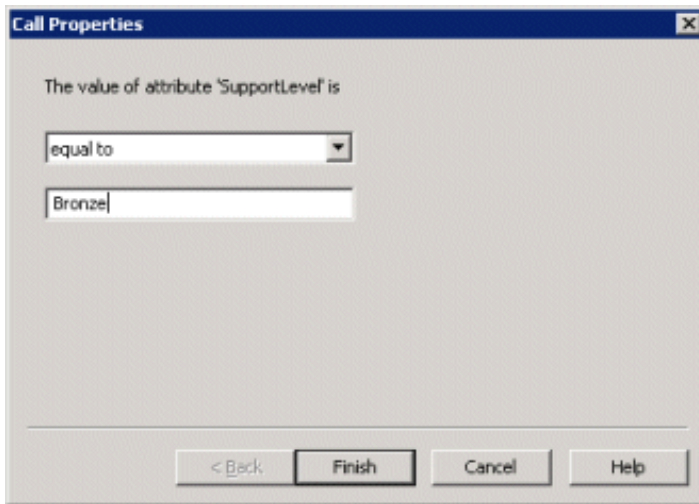 Call Properties
The value of attribute 'SupportLevel' is
equal to
Bronze
< Back Finish Cancel Help